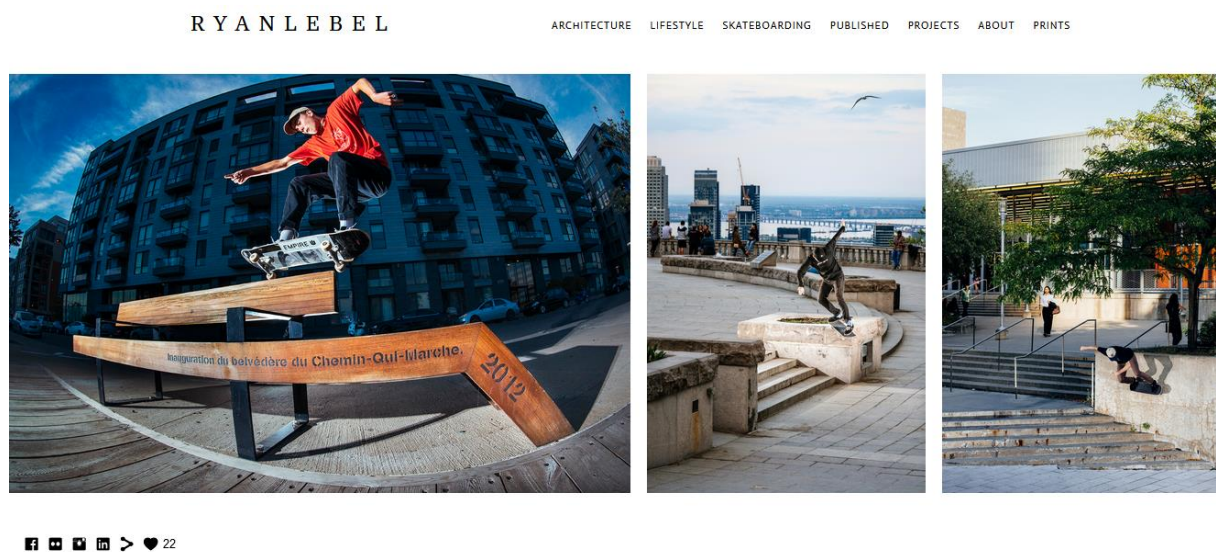 RYANLEBEL
ARCHITECTURE LIFESTYLE SKATEBOARDING PUBLISHED PROJECTS ABOUT PRINTS
EMPIRE
Inauguration du belvédère du Chemin-Qui-Marche.
2012
22